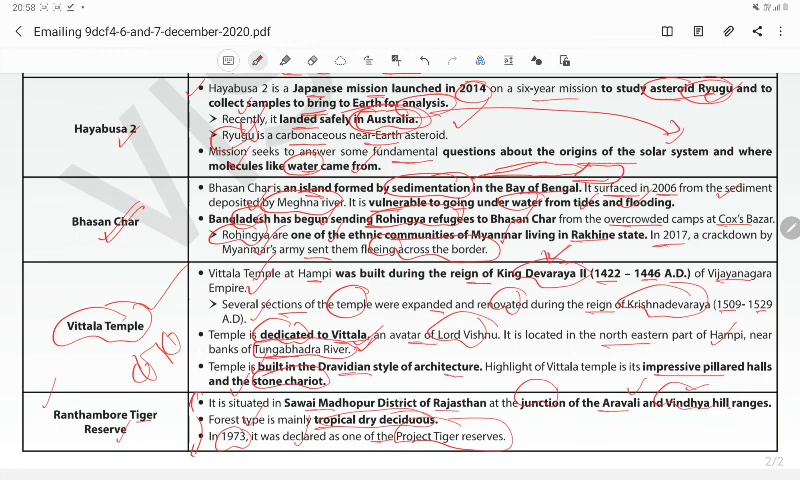 20:58
Emailing 9dcf4-6-and-7-december-2020.pdf
Hayabusa 2
• Hayabusa 2 is a Japanese mission launched in 2014 on a six-year mission to study asteroid Ryugu and to
collect samples to bring to Earth for analysis.
➤ Recently, it landed safely in Australia.
➤ Ryugu is a carbonaceous near-Earth asteroid.
• Mission seeks to answer some fundamental questions about the origins of the solar system and where
molecules like water came from.
Bhasan Char
• Bhasan Char is an island formed by sedimentation in the Bay of Bengal. It surfaced in 2006 from the sediment
deposited by Meghna river. It is vulnerable to going under water from tides and flooding.
• Bangladesh has begun sending Rohingya refugees to Bhasan Char from the overcrowded camps at Cox's Bazar.
➤ Rohingya are one of the ethnic communities of Myanmar living in Rakhine state. In 2017, a crackdown by
Myanmar's army sent them fleeing across the border.
Vittala Temple
• Vittala Temple at Hampi was built during the reign of King Devaraya II (1422 – 1446 A.D.) of Vijayanagara
Empire.
➤ Several sections of the temple were expanded and renovated during the reign of Krishnadevaraya (1509- 1529
A.D).
• Temple is dedicated to Vittala, an avatar of Lord Vishnu. It is located in the north eastern part of Hampi, near
banks of Tungabhadra River.
• Temple is built in the Dravidian style of architecture. Highlight of Vittala temple is its impressive pillared halls
and the stone chariot.
Ranthambore Tiger
Reserve
• It is situated in Sawai Madhopur District of Rajasthan at the junction of the Aravali and Vindhya hill ranges.
• Forest type is mainly tropical dry deciduous.
• In 1973, it was declared as one of the Project Tiger reserves.
2/2